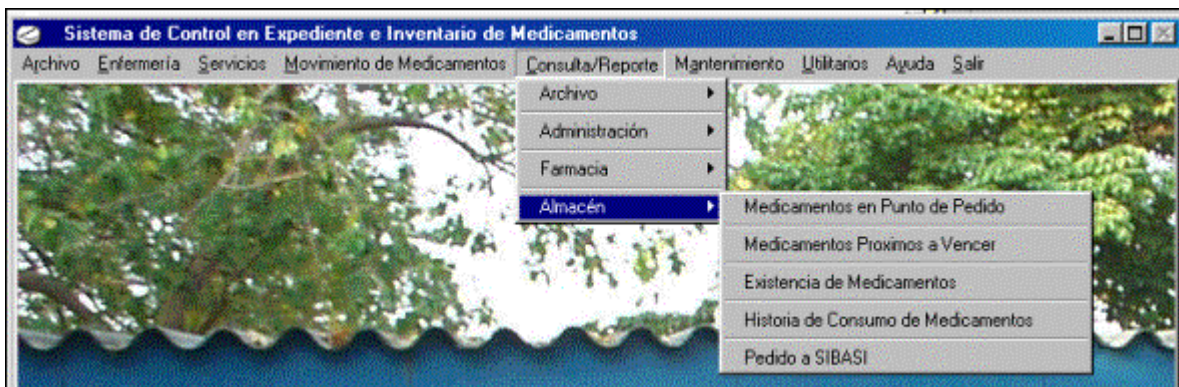 Sistema de Control en Expediente e Inventario de Medicamentos
Archivo Enfermería Servicios Movimiento de Medicamentos Consulta/Reporte Mantenimiento Utilitarios Ayuda Salir
Archivo
Administración
Farmacia
Almacén
Medicamentos en Punto de Pedido
Medicamentos Proximos a Vencer
Existencia de Medicamentos
Historia de Consumo de Medicamentos
Pedido a SIBASI